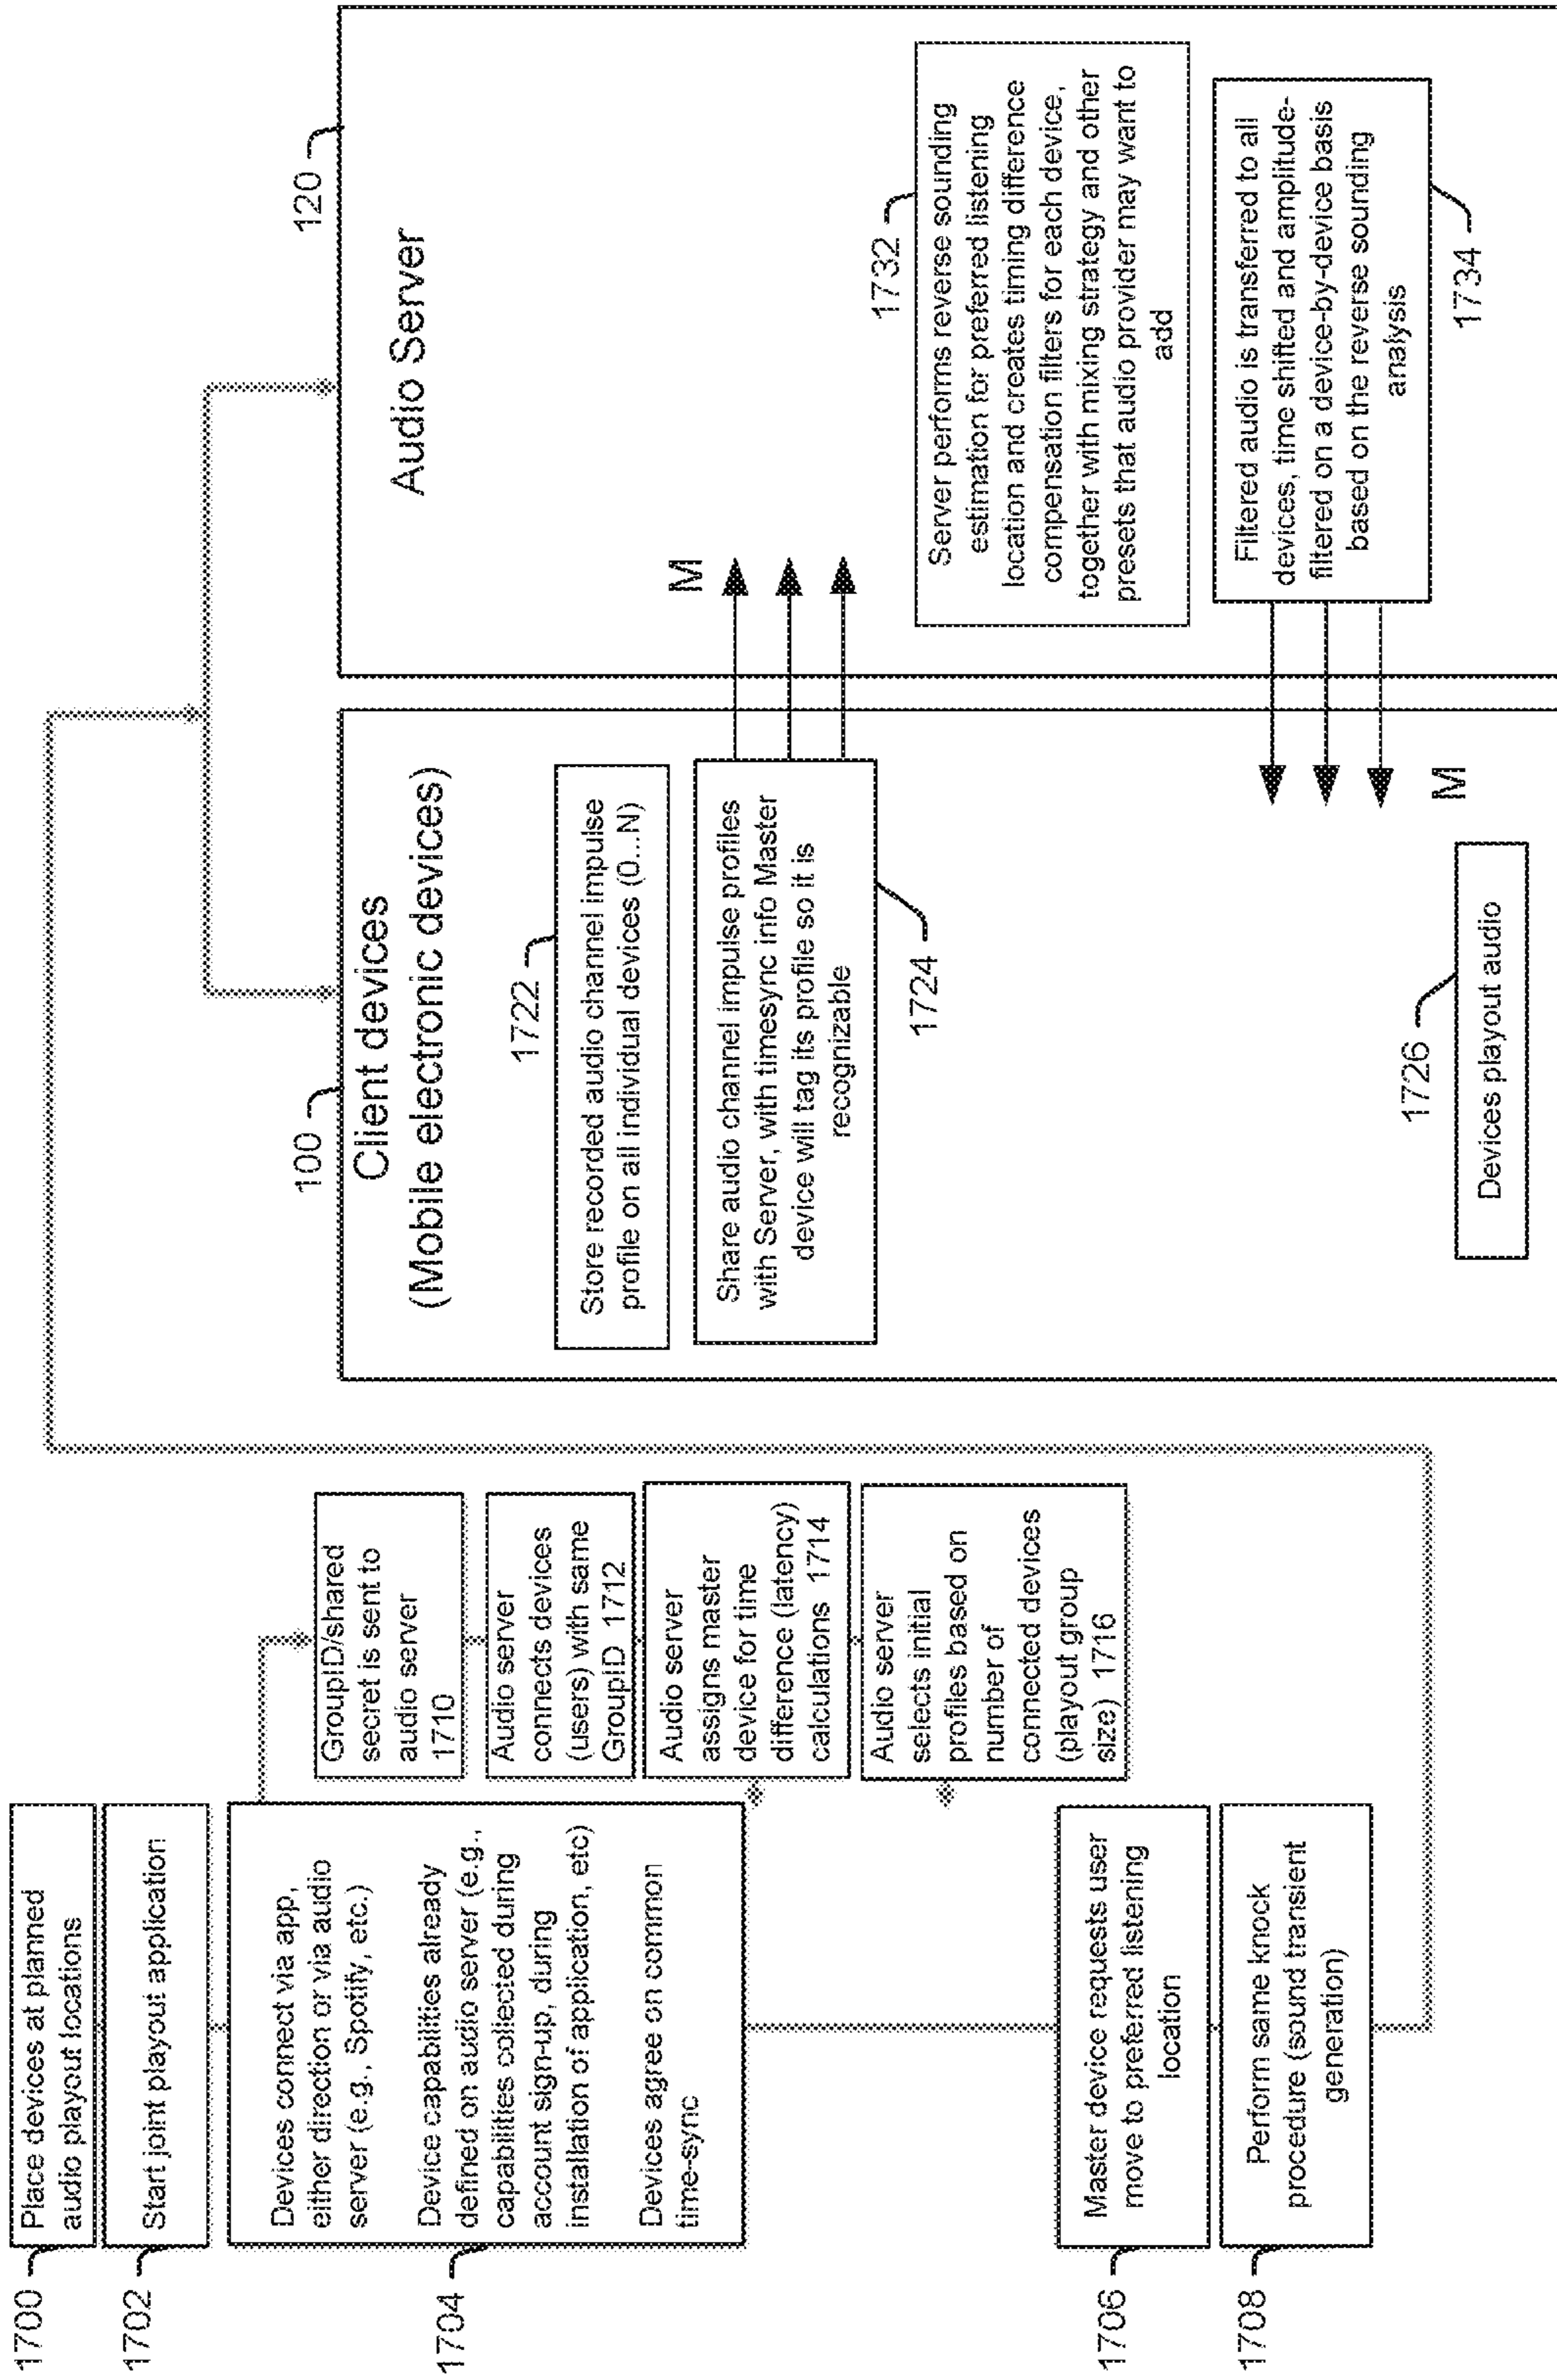 1700
Place devices at planned
audio playout locations
1702
Start joint playout application
1704
Devices connect via app,
either direction or via audio
server (e.g., Spotify, etc.)
Device capabilities already
defined on audio server (e.g.,
capabilities collected during
account sign-up, during
installation of application, etc)
Devices agree on common
time-sync
GroupID/shared
secret is sent to
audio server
1710
Audio server
connects devices
(users) with same
GroupID 1712
Audio server
assigns master
device for time
difference (latency)
calculations 1714
Audio server
selects initial
profiles based on
number of
connected devices
(playout group
size) 1716
1706
Master device requests user
move to preferred listening
location
1708
Perform same knock
procedure (sound transient
generation)
100
Client devices
(Mobile electronic devices)
1722
Store recorded audio channel impulse
profile on all individual devices (0...N)
Share audio channel impulse profiles
with Server, with timesync info Master
device will tag its profile so it is
recognizable
1724
1726
Devices playout audio
M
M
120
Audio Server
1732
Server performs reverse sounding
estimation for preferred listening
location and creates timing difference
compensation filters for each device,
together with mixing strategy and other
presets that audio provider may want to
add
Filtered audio is transferred to all
devices, time shifted and amplitude-
filtered on a device-by-device basis
based on the reverse sounding
analysis
1734